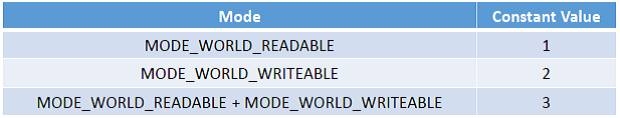 Mode Constant Value
MODE_WORLD_READABLE 1
MODE_WORLD_WRITEABLE 2
MODE_WORLD_READABLE + MODE_WORLD_WRITEABLE 3